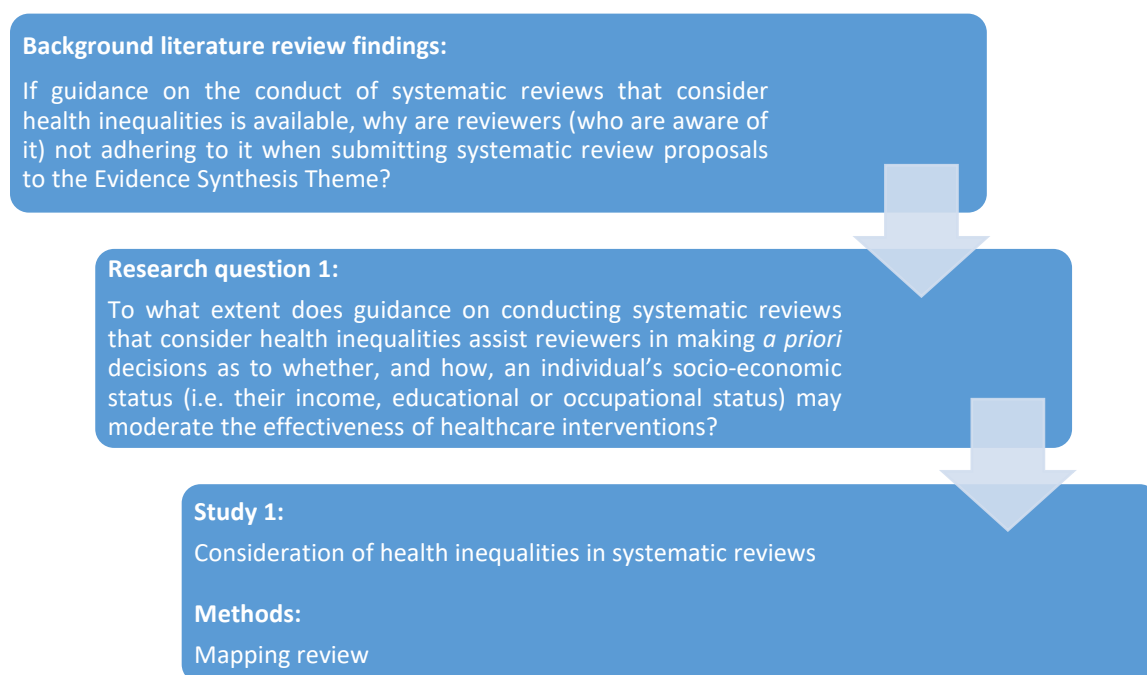 Background literature review findings:
If guidance on the conduct of systematic reviews that consider
health inequalities is available, why are reviewers (who are aware of
it) not adhering to it when submitting systematic review proposals
to the Evidence Synthesis Theme?
Research question 1:
To what extent does guidance on conducting systematic reviews
that consider health inequalities assist reviewers in making a priori
decisions as to whether, and how, an individual’s socio-economic
status (i.e. their income, educational or occupational status) may
moderate the effectiveness of healthcare interventions?
Study 1:
Consideration of health inequalities in systematic reviews
Methods:
Mapping review